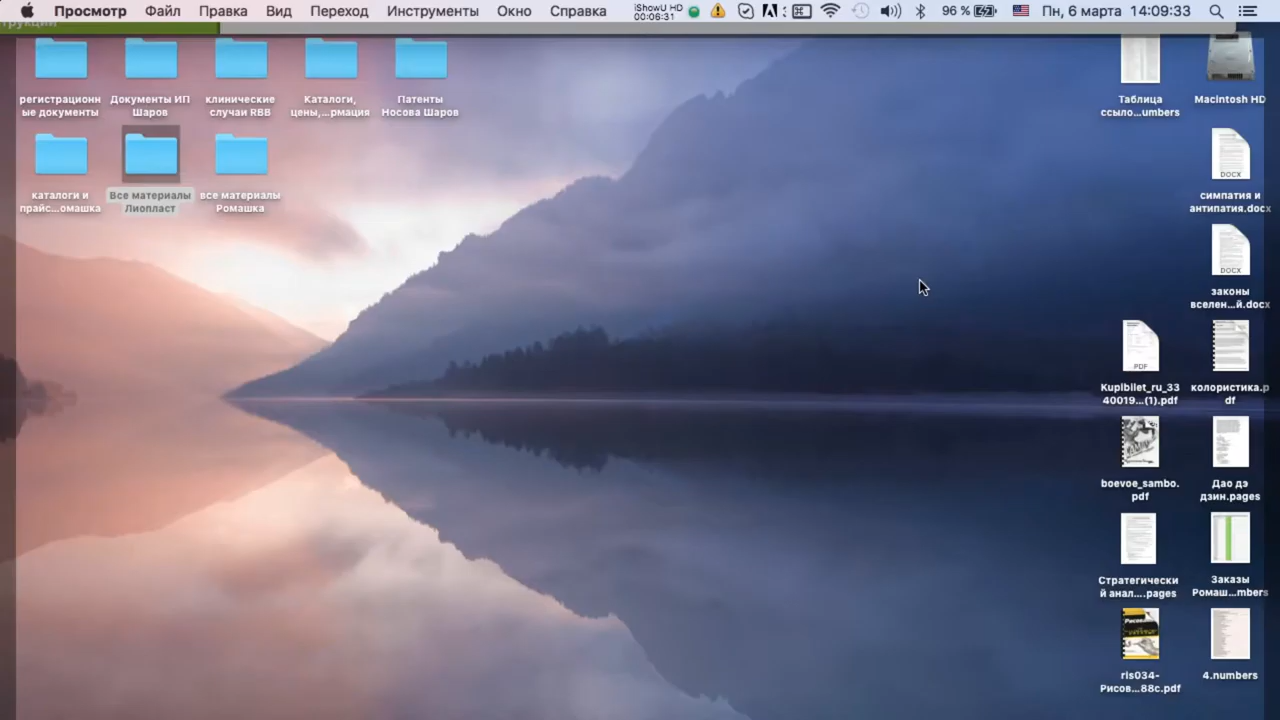 Просмотр Файл Правка Вид Переход Инструменты Окно Справка iShowU HD 00:06:31 96 % Пн, 6 марта 14:09:33
регистрационн
ые документы
Документы ИП
Шаров
клинические
случаи RBB
Каталоги,
цены,...рмация
Патенты
Носова Шаров
Таблица
ссыло...umbers
Macintosh HD
каталоги и
прайс...омашка
Все материалы
Лиопласт
все материалы
Ромашка
DOCX
симпатия и
антипатия.docx
DOCX
законы
вселен...й.docx
PDF
Kupibilet_ru_33
40019...(1).pdf
колористика.p
df
boevoe_sambo.
pdf
Дао дэ
дзин.pages
Стратегически
й анал....pages
Заказы
Ромаш...mbers
ris034-
Рисов...88c.pdf
4.numbers